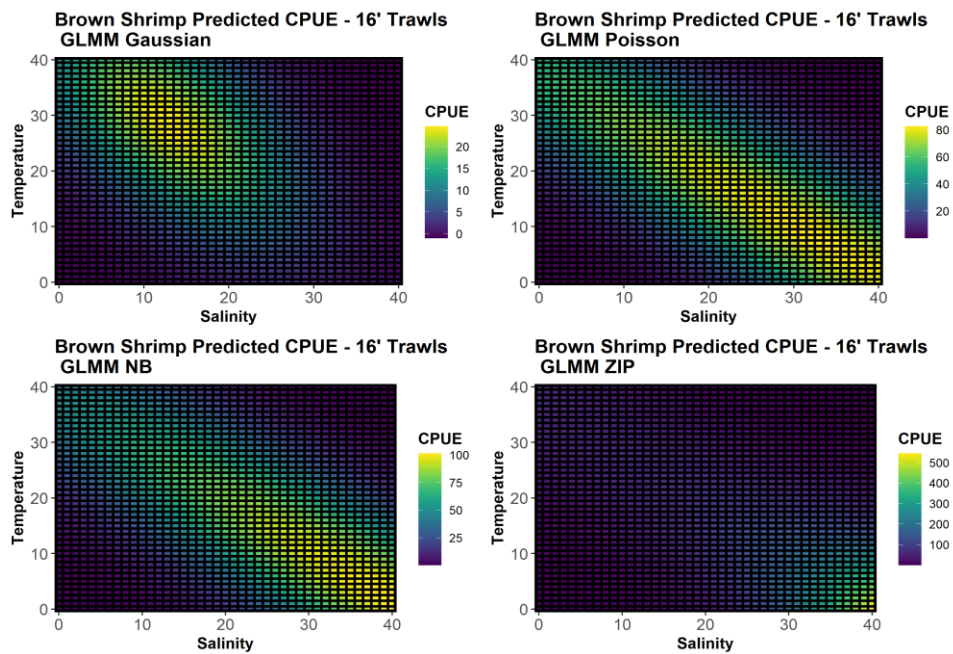 Brown Shrimp Predicted CPUE - 16' Trawls
GLMM Gaussian
40
30
20
10
0
Temperature
0 10 20 30 40
Salinity
CPUE
20
15
10
5
0
Brown Shrimp Predicted CPUE - 16' Trawls
GLMM Poisson
40
30
20
10
0
Temperature
0 10 20 30 40
Salinity
CPUE
80
60
40
20
Brown Shrimp Predicted CPUE - 16' Trawls
GLMM NB
40
30
20
10
0
Temperature
0 10 20 30 40
Salinity
CPUE
100
75
50
25
Brown Shrimp Predicted CPUE - 16' Trawls
GLMM ZIP
40
30
20
10
0
Temperature
0 10 20 30 40
Salinity
CPUE
500
400
300
200
100